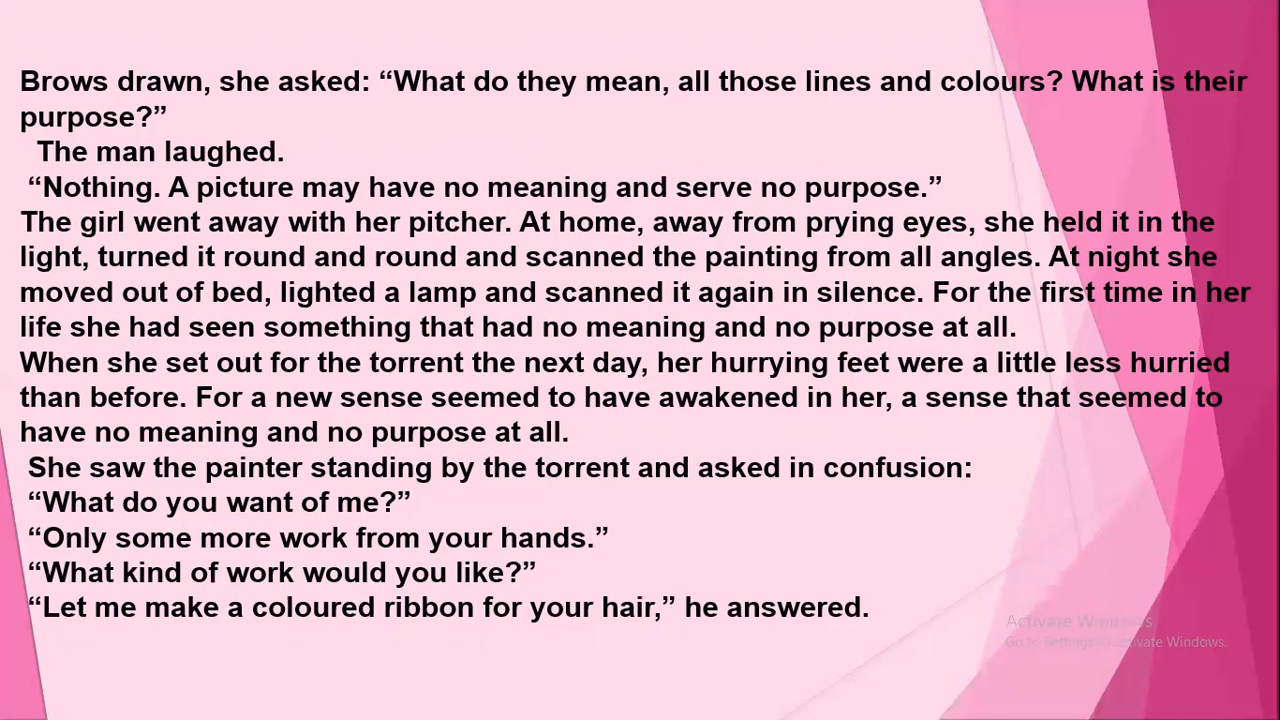 Brows drawn, she asked: “What do they mean, all those lines and colours? What is their
purpose?”
The man laughed.
“Nothing. A picture may have no meaning and serve no purpose.”
The girl went away with her pitcher. At home, away from prying eyes, she held it in the
light, turned it round and round and scanned the painting from all angles. At night she
moved out of bed, lighted a lamp and scanned it again in silence. For the first time in her
life she had seen something that had no meaning and no purpose at all.
When she set out for the torrent the next day, her hurrying feet were a little less hurried
than before. For a new sense seemed to have awakened in her, a sense that seemed to
have no meaning and no purpose at all.
She saw the painter standing by the torrent and asked in confusion:
“What do you want of me?”
“Only some more work from your hands.”
“What kind of work would you like?”
“Let me make a coloured ribbon for your hair,” he answered.
Activate Windows
Go to Settings to activate Windows.